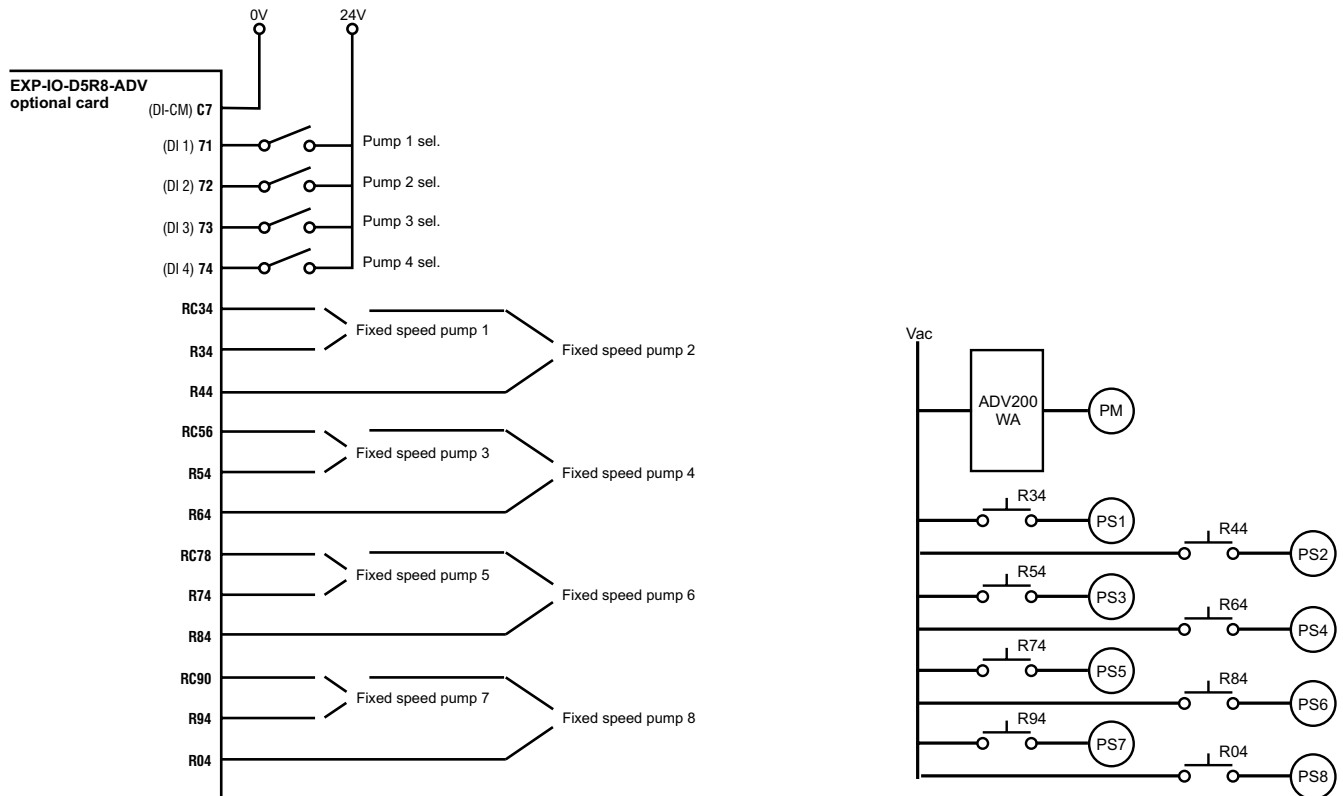 0V
24V
EXP-IO-D5R8-ADV
optional card
(DI-CM) C7
(DI 1) 71
Pump 1 sel.
(DI 2) 72
Pump 2 sel.
(DI 3) 73
Pump 3 sel.
(DI 4) 74
Pump 4 sel.
RC34
Fixed speed pump 1
R34
Fixed speed pump 2
R44
RC56
Fixed speed pump 3
R54
Fixed speed pump 4
R64
RC78
Fixed speed pump 5
R74
Fixed speed pump 6
R84
RC90
Fixed speed pump 7
R94
Fixed speed pump 8
R04
Vac
ADV200
WA
PM
R34
PS1
R44
PS2
R54
PS3
R64
PS4
R74
PS5
R84
PS6
R94
PS7
R04
PS8